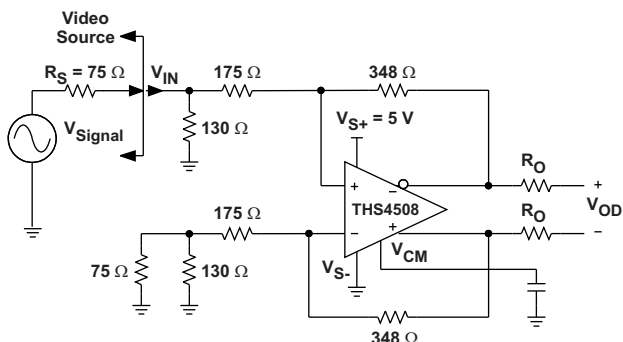 Video
Source
R_S = 75 Ω
V_IN
175 Ω
348 Ω
V_Signal
130 Ω
V_S+ = 5 V
R_O
+
−
THS4508
V_OD
R_O
175 Ω
−
+
−
V_CM
75 Ω
130 Ω
V_S-
348 Ω
+